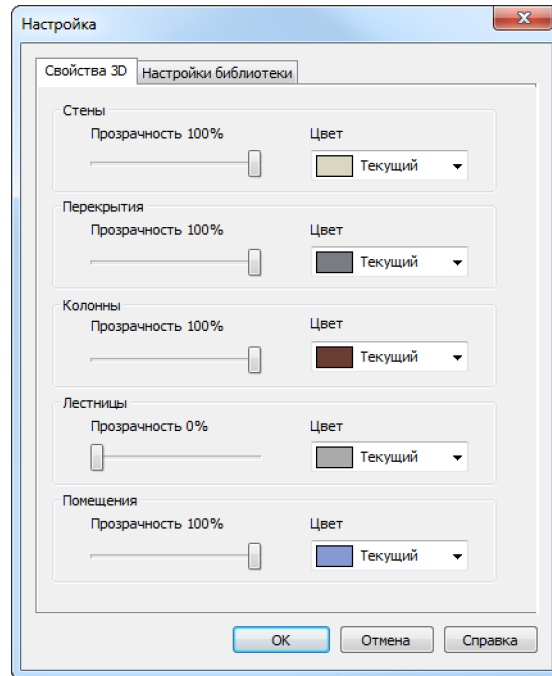 Настройка
Свойства 3D Настройки библиотеки
Стены
Прозрачность 100% Цвет
Текущий
Перекрытия
Прозрачность 100% Цвет
Текущий
Колонны
Прозрачность 100% Цвет
Текущий
Лестницы
Прозрачность 0% Цвет
Текущий
Помещения
Прозрачность 100% Цвет
Текущий
OK Отмена Справка